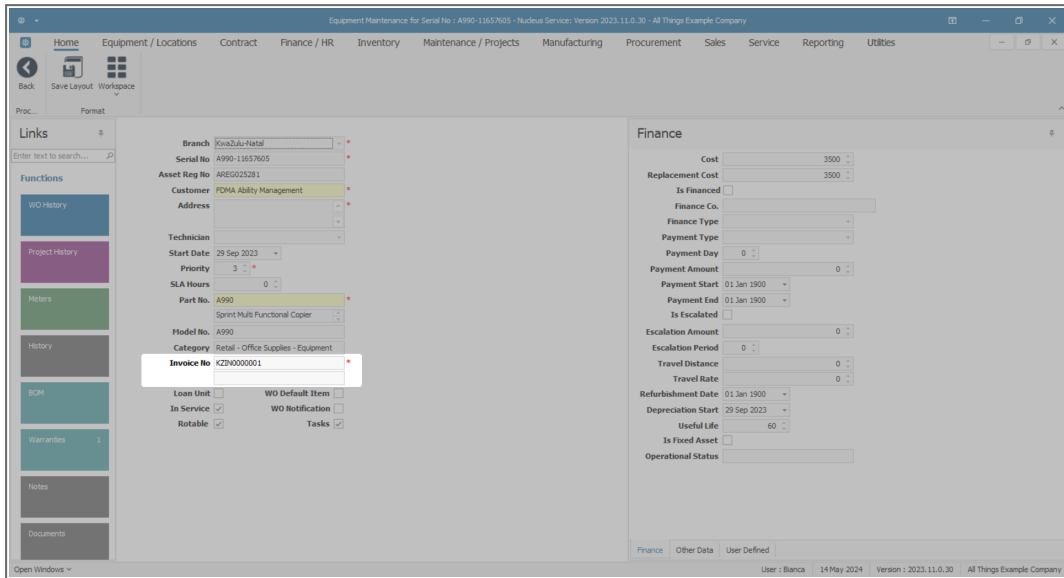 Equipment Maintenance for Serial No : A990-11657605 - Nucleus Service: Version 2023.11.0.30 - All Things Example Company
Home Equipment / Locations Contract Finance / HR Inventory Maintenance / Projects Manufacturing Procurement Sales Service Reporting Utilities
Back Save Layout Workspace
Proc... Format
Links
Enter text to search...
Functions
WO History
Project History
Meters
History
BOM
Warranties 1
Notes
Documents
Branch KwaZulu-Natal *
Serial No A990-11657605 *
Asset Reg No AREG025281
Customer FDMA Ability Management *
Address *
Technician
Start Date 29 Sep 2023
Priority 3 *
SLA Hours 0
Part No. A990 *
Sprint Multi Functional Copier
Model No. A990
Category Retail - Office Supplies - Equipment
Invoice No KZIN0000001 *
Loan Unit WO Default Item
In Service WO Notification
Rotable Tasks
Finance
Cost 3500
Replacement Cost 3500
Is Financed
Finance Co.
Finance Type
Payment Type
Payment Day 0
Payment Amount 0
Payment Start 01 Jan 1900
Payment End 01 Jan 1900
Is Escalated
Escalation Amount 0
Escalation Period 0
Travel Distance 0
Travel Rate 0
Refurbishment Date 01 Jan 1900
Depreciation Start 29 Sep 2023
Useful Life 60
Is Fixed Asset
Operational Status
Finance Other Data User Defined
Open Windows User : Bianca 14 May 2024 Version : 2023.11.0.30 All Things Example Company